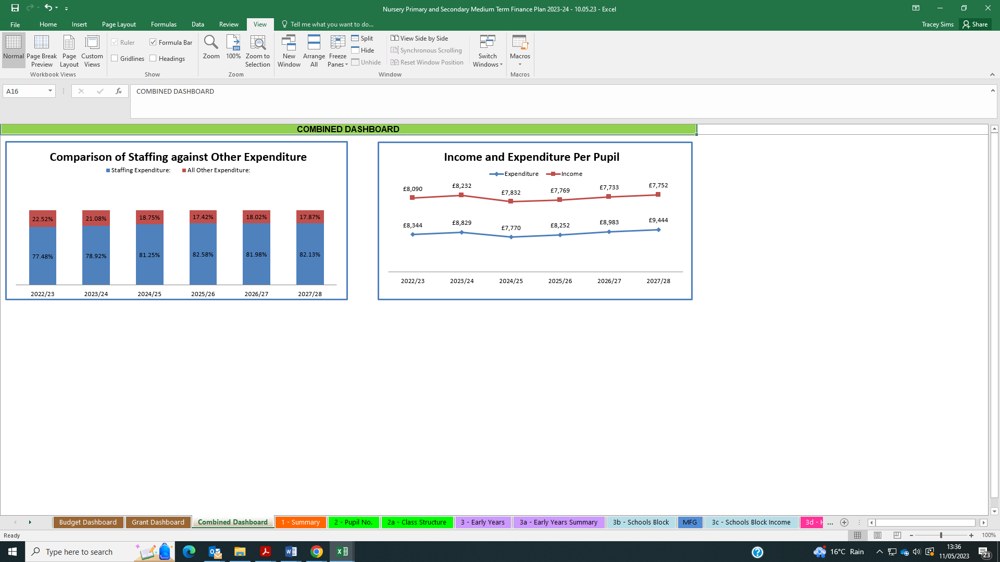 Nursery Primary and Secondary Medium Term Finance Plan 2023-24 - 10.05.23 - Excel
File Home Insert Page Layout Formulas Data Review View Tell me what you want to do... Tracey Sims Share
Normal Page Break Preview Page Layout Custom Views
Workbook Views
Ruler Formula Bar
Gridlines Headings
Show
Zoom 100% Zoom to Selection
Zoom
New Window Arrange All Freeze Panes
Split
Hide
Unhide
View Side by Side
Synchronous Scrolling
Reset Window Position
Window
Switch Windows
Macros
Macros
A16 fx COMBINED DASHBOARD
COMBINED DASHBOARD
Comparison of Staffing against Other Expenditure
Staffing Expenditure: All Other Expenditure:
22.52% 21.08% 18.75% 17.42% 18.02% 17.87%
77.48% 78.92% 81.25% 82.58% 81.98% 82.13%
2022/23 2023/24 2024/25 2025/26 2026/27 2027/28
Income and Expenditure Per Pupil
Expenditure Income
£8,090 £8,232 £7,832 £7,769 £7,733 £7,752
£8,344 £8,829 £7,770 £8,252 £8,983 £9,444
2022/23 2023/24 2024/25 2025/26 2026/27 2027/28
Budget Dashboard Grant Dashboard Combined Dashboard 1 - Summary 2 - Pupil No. 2a - Class Structure 3 - Early Years 3a - Early Years Summary 3b - Schools Block MFG 3c - Schools Block Income 3d - H ...
Ready 100%
Type here to search 16°C Rain 13:36
11/05/2023 23